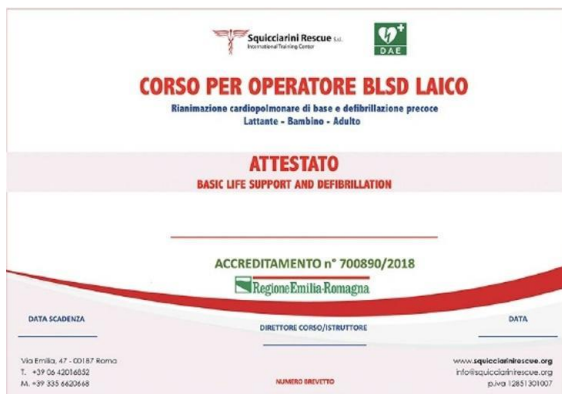 Squicciarini Rescue S.r.l.
International Training Center
DAE
CORSO PER OPERATORE BLSD LAICO
Rianimazione cardiopolmonare di base e defibrillazione precoce
Lattante - Bambino - Adulto
ATTESTATO
BASIC LIFE SUPPORT AND DEFIBRILLATION
ACCREDITAMENTO n° 700890/2018
RegioneEmilia-Romagna
DATA SCADENZA
DIRETTORE CORSO/ISTRUTTORE
DATA
Via Emilia, 47 - 00187 Roma
T. +39 06 42016852
M. +39 335 6620668
NUMERO BREVETTO
www.squicciarinirescue.org
info@squicciarinirescue.org
p.iva 12851301007